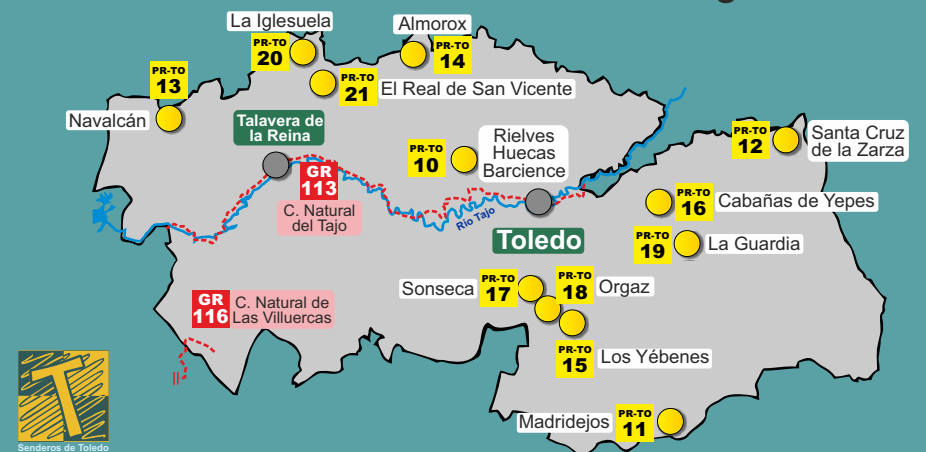 La Iglesuela
PR-TO
20
Almorox
PR-TO
14
PR-TO
13
PR-TO
21
El Real de San Vicente
Navalcán
Talavera de
la Reina
PR-TO
10
Rielves
Huecas
Barcience
PR-TO
12
Santa Cruz
de la Zarza
GR
113
C. Natural
del Tajo
Río Tajo
PR-TO
16
Cabañas de Yepes
Toledo
PR-TO
19
La Guardia
Sonseca
PR-TO
17
PR-TO
18
Orgaz
GR
116
C. Natural de
Las Villuercas
PR-TO
15
Los Yébenes
Madridejos
PR-TO
11
T
Senderos de Toledo